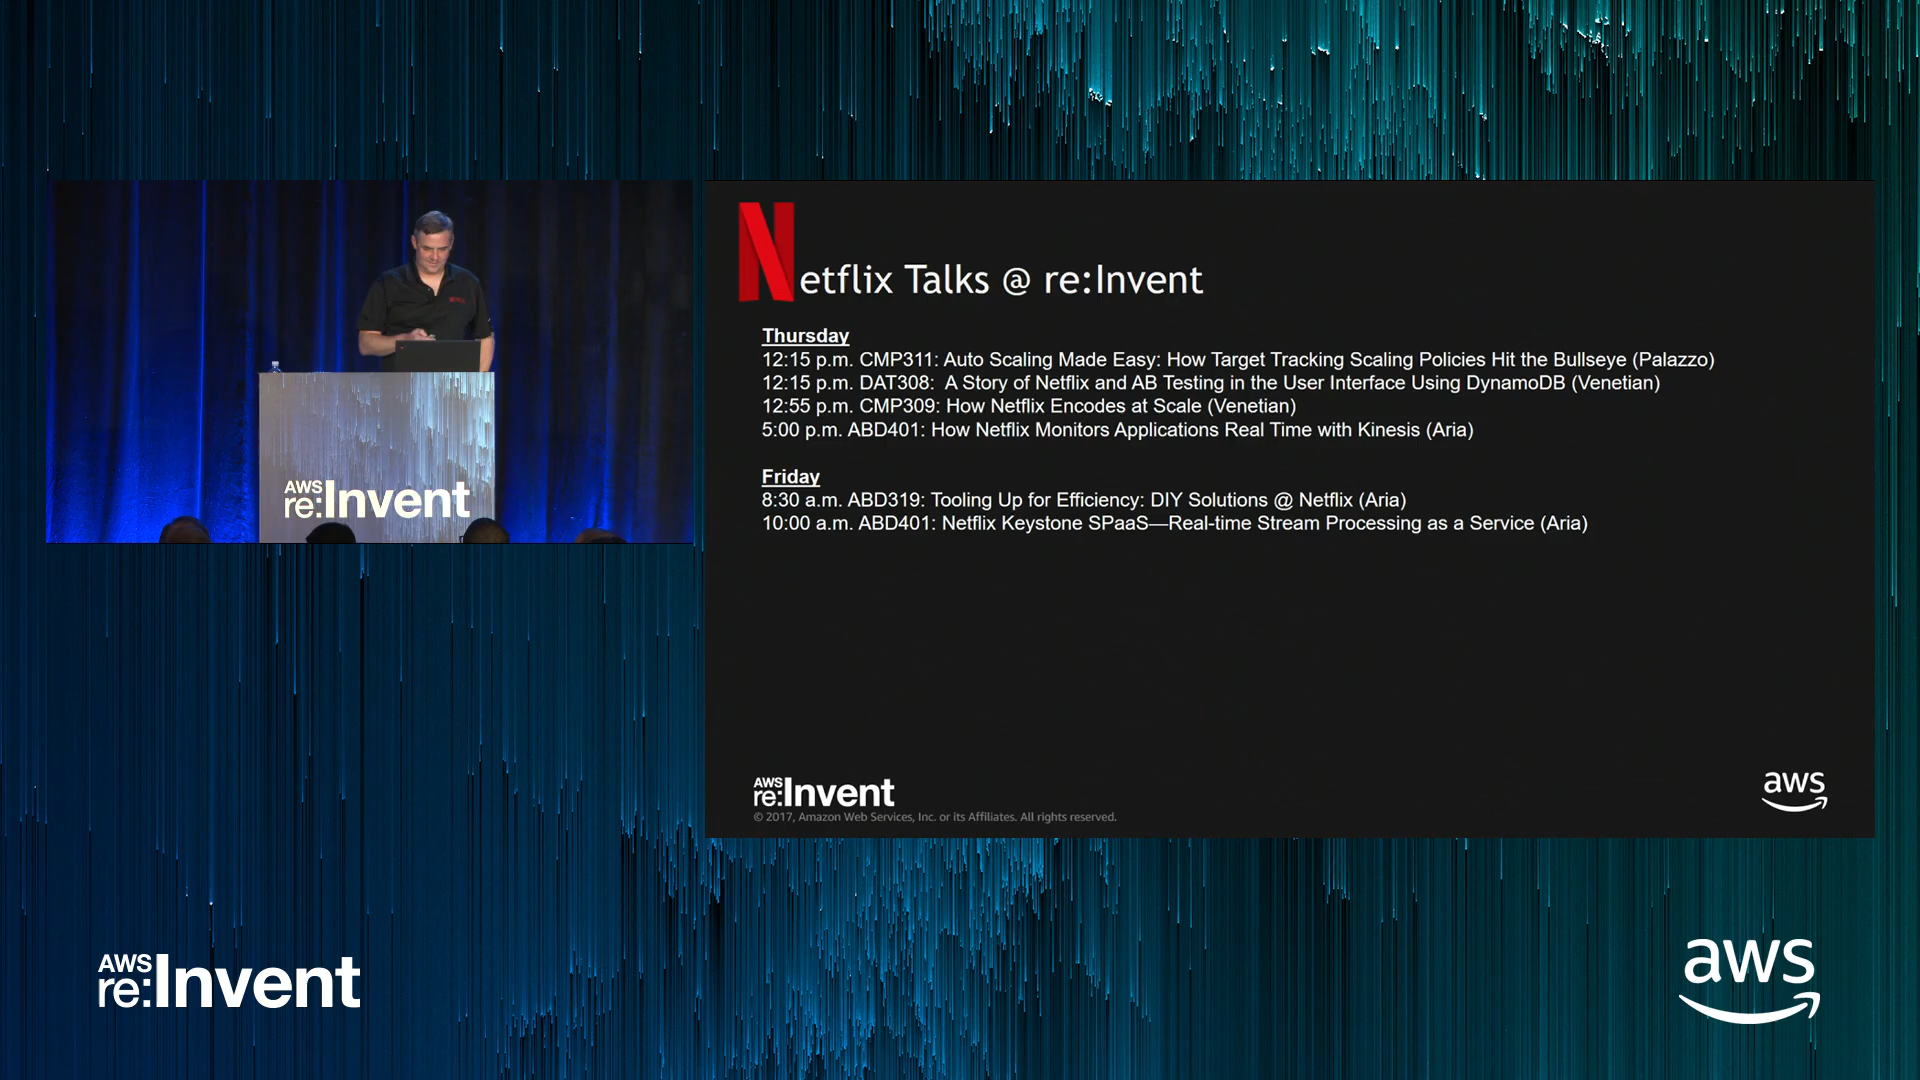 Netflix Talks @ re:Invent
Thursday
12:15 p.m. CMP311: Auto Scaling Made Easy: How Target Tracking Scaling Policies Hit the Bullseye (Palazzo)
12:15 p.m. DAT308:  A Story of Netflix and AB Testing in the User Interface Using DynamoDB (Venetian)
12:55 p.m. CMP309: How Netflix Encodes at Scale (Venetian)
5:00 p.m. ABD401: How Netflix Monitors Applications Real Time with Kinesis (Aria)
Friday
8:30 a.m. ABD319: Tooling Up for Efficiency: DIY Solutions @ Netflix (Aria)
10:00 a.m. ABD401: Netflix Keystone SPaaS—Real-time Stream Processing as a Service (Aria)
AWS
re:Invent
AWS
re:Invent
© 2017, Amazon Web Services, Inc. or its Affiliates. All rights reserved.
aws
AWS
re:Invent
aws